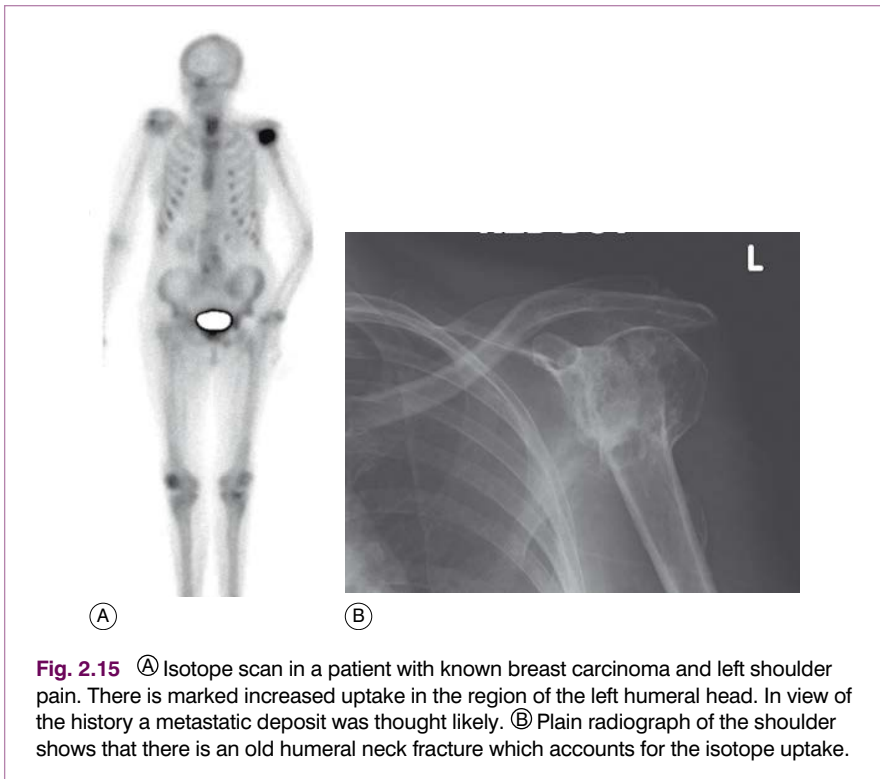 L
A
B
Fig. 2.15 Ⓐ Isotope scan in a patient with known breast carcinoma and left shoulder
pain. There is marked increased uptake in the region of the left humeral head. In view of
the history a metastatic deposit was thought likely. Ⓑ Plain radiograph of the shoulder
shows that there is an old humeral neck fracture which accounts for the isotope uptake.